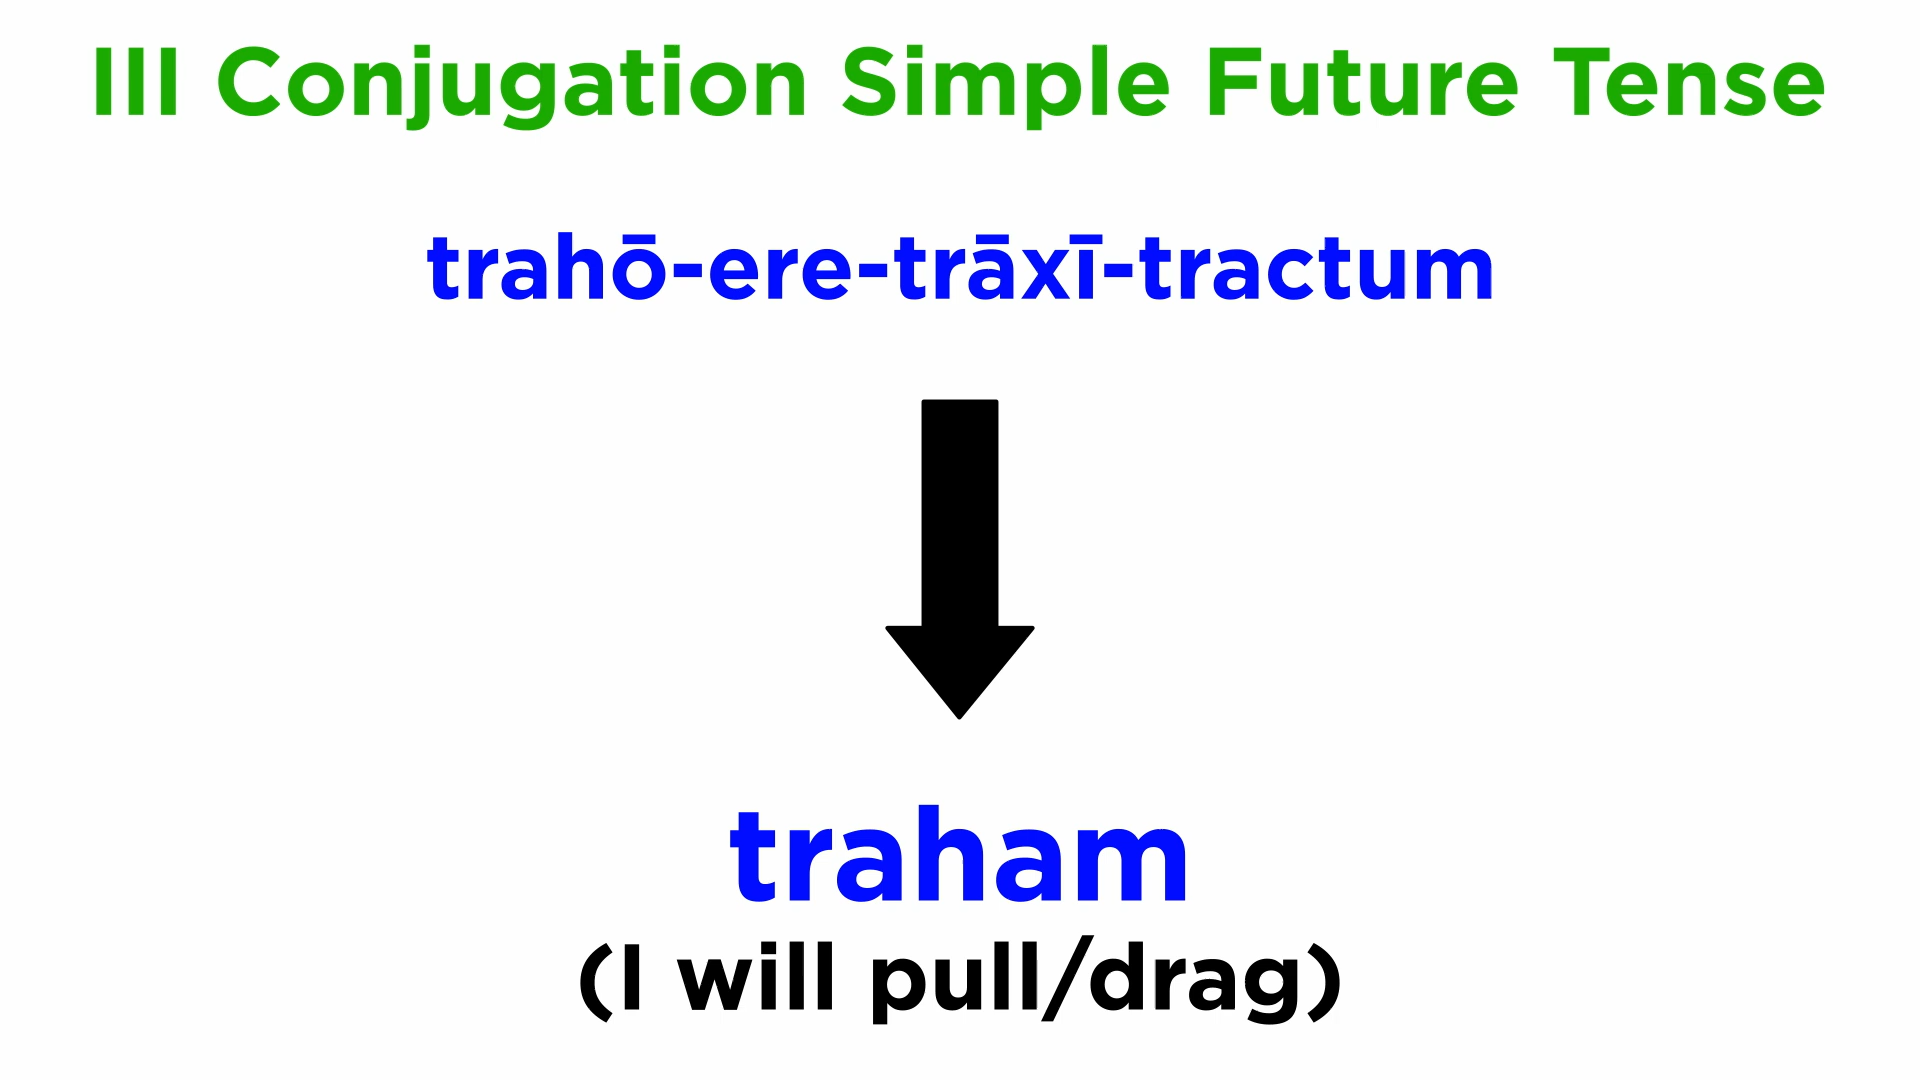 III Conjugation Simple Future Tense
trahō-ere-trāxī-tractum
traham
(I will pull/drag)